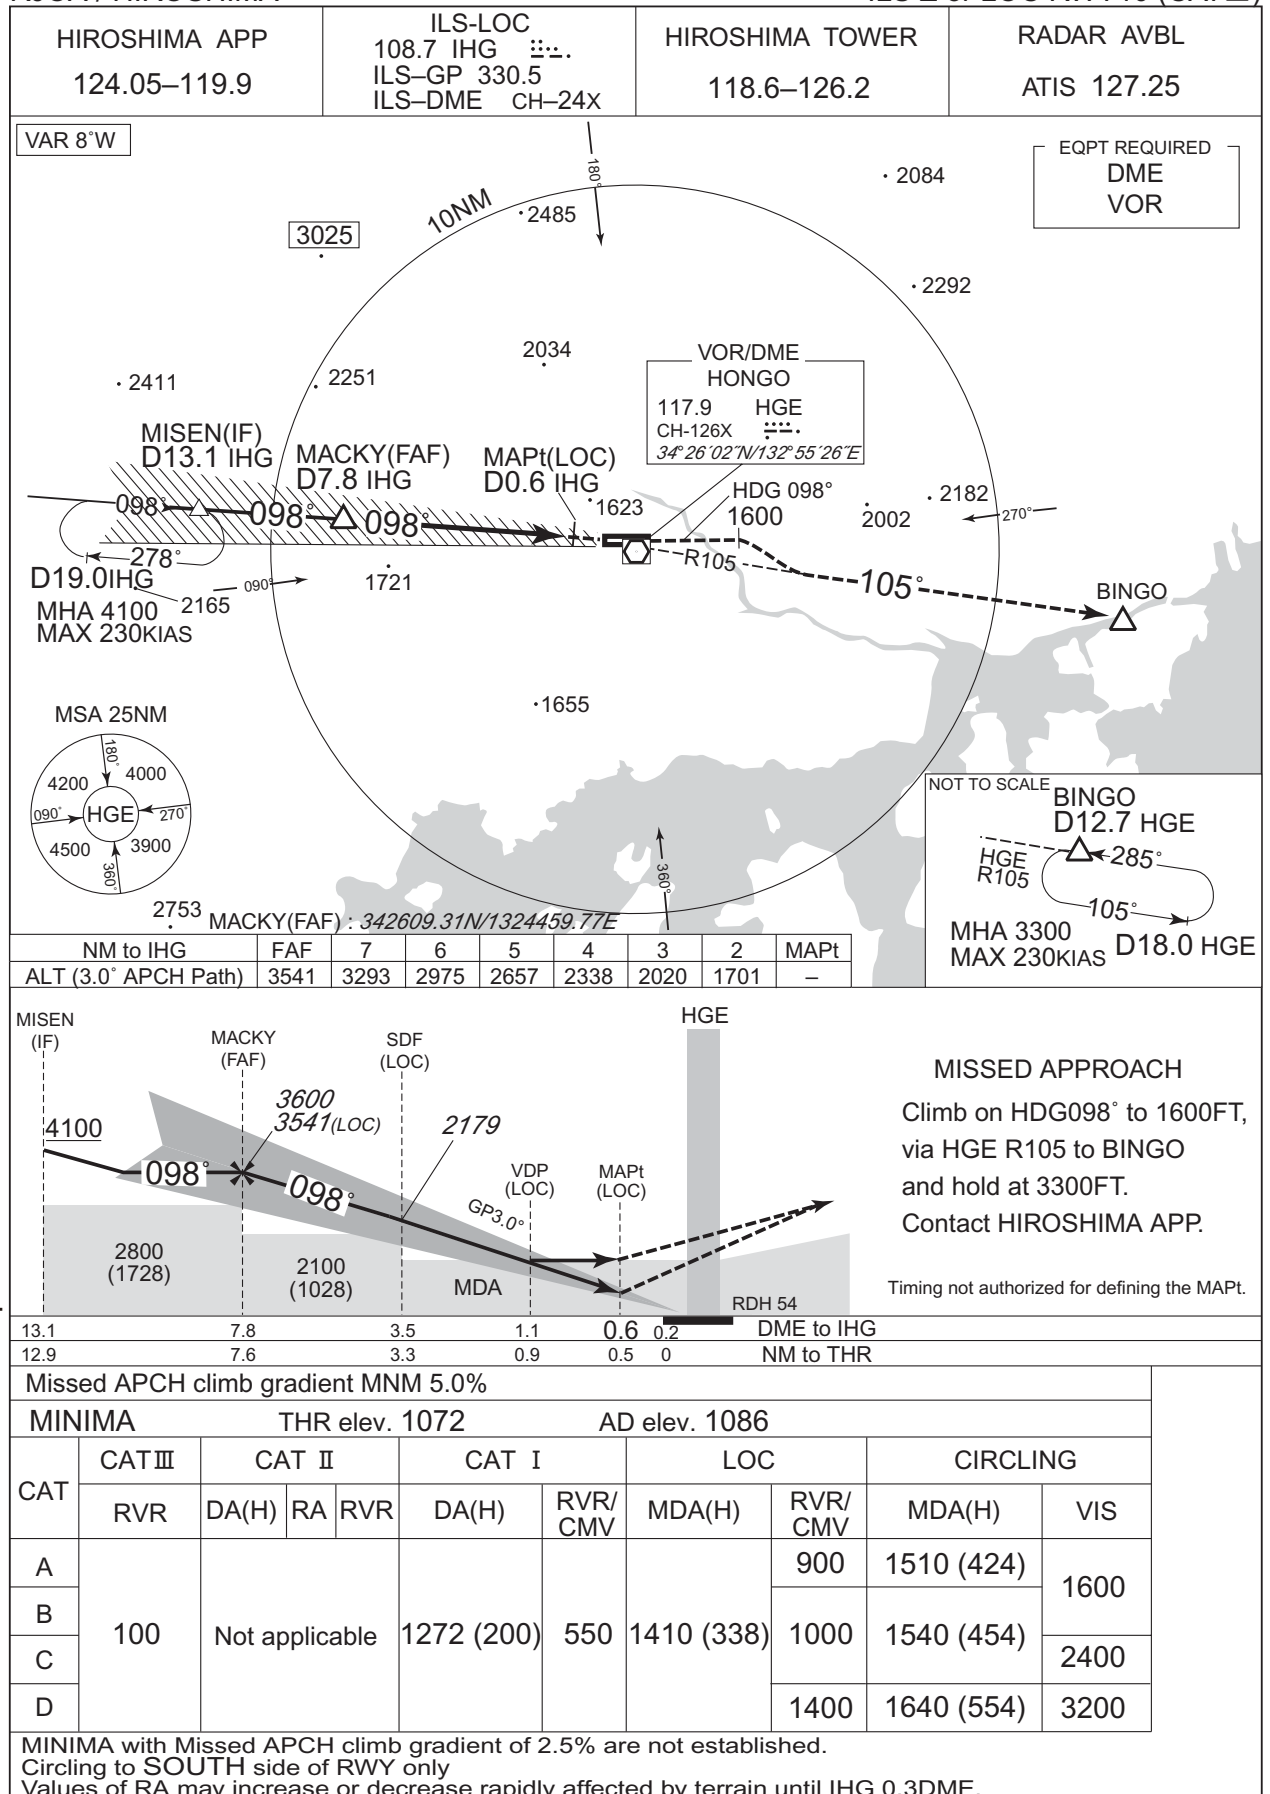 HIROSHIMA APP
124.05–119.9
ILS-LOC
108.7 IHG
ILS–GP 330.5
ILS–DME CH–24X
HIROSHIMA TOWER
118.6–126.2
RADAR AVBL
ATIS 127.25
VAR 8°W
EQPT REQUIRED
DME
VOR
180°
2084
10NM
2485
3025
2292
2034
VOR/DME
HONGO
117.9 HGE
CH-126X
34°26´02˝N/132°55´26˝E
2411
2251
MISEN(IF)
D13.1 IHG
MACKY(FAF)
D7.8 IHG
MAPt(LOC)
D0.6 IHG
1623
HDG 098°
1600
2182
2002
270°
098°
098°
098°
278°
D19.0IHG
MHA 4100
MAX 230KIAS
2165
090°
1721
R105
105°
BINGO
1655
MSA 25NM
180°
4200
4000
090°
HGE
270°
4500
3900
360°
360°
NOT TO SCALE
BINGO
D12.7 HGE
HGE
R105
285°
105°
MHA 3300
MAX 230KIAS
D18.0 HGE
2753
MACKY(FAF) : 342609.31N/1324459.77E
NM to IHG FAF 7 6 5 4 3 2 MAPt
ALT (3.0° APCH Path) 3541 3293 2975 2657 2338 2020 1701 –
MISEN
(IF)
MACKY
(FAF)
SDF
(LOC)
HGE
3600
3541(LOC)
2179
4100
098°
098°
GP3.0°
VDP
(LOC)
MAPt
(LOC)
2800
(1728)
2100
(1028)
MDA
RDH 54
MISSED APPROACH
Climb on HDG098° to 1600FT,
via HGE R105 to BINGO
and hold at 3300FT.
Contact HIROSHIMA APP.
Timing not authorized for defining the MAPt.
13.1 7.8 3.5 1.1 0.6 0.2 DME to IHG
12.9 7.6 3.3 0.9 0.5 0 NM to THR
Missed APCH climb gradient MNM 5.0%
MINIMA THR elev. 1072 AD elev. 1086
CAT CATⅢ CAT Ⅱ CAT Ⅰ LOC CIRCLING
RVR DA(H) RA RVR DA(H) RVR/CMV MDA(H) RVR/CMV MDA(H) VIS
A 900 1510 (424)
1600
B
100 Not applicable 1272 (200) 550 1410 (338) 1000 1540 (454)
C 2400
D 1400 1640 (554) 3200
MINIMA with Missed APCH climb gradient of 2.5% are not established.
Circling to SOUTH side of RWY only
Values of RA may increase or decrease rapidly affected by terrain until IHG 0.3DME.